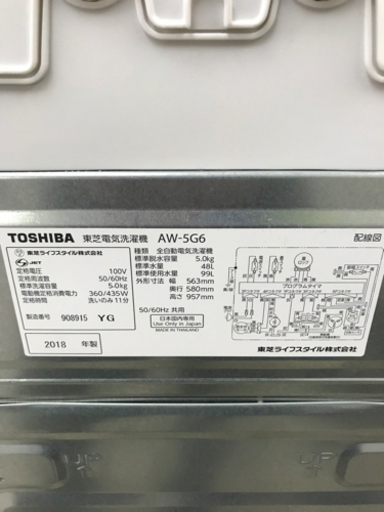 TOSHIBA 東芝電気洗濯機 AW-5G6 配線図
東芝ライフスタイル株式会社
JET
定格電圧 100V
定格周波数 50/60Hz
標準洗濯容量 5.0kg
電動機定格消費電力 360/435W
定格時間 洗いのみ 11分
製造番号 908915 YG
2018 年製
種類 全自動電気洗濯機
標準脱水容量 5.0kg
標準水量 48L
標準使用水量 99L
外形寸法 幅 563mm
奥行 580mm
高さ 957mm
50/60Hz 共用
日本国内専用
Use Only in Japan
MADE IN THAILAND
プログラムタイマ
東芝ライフスタイル株式会社
UP
UP